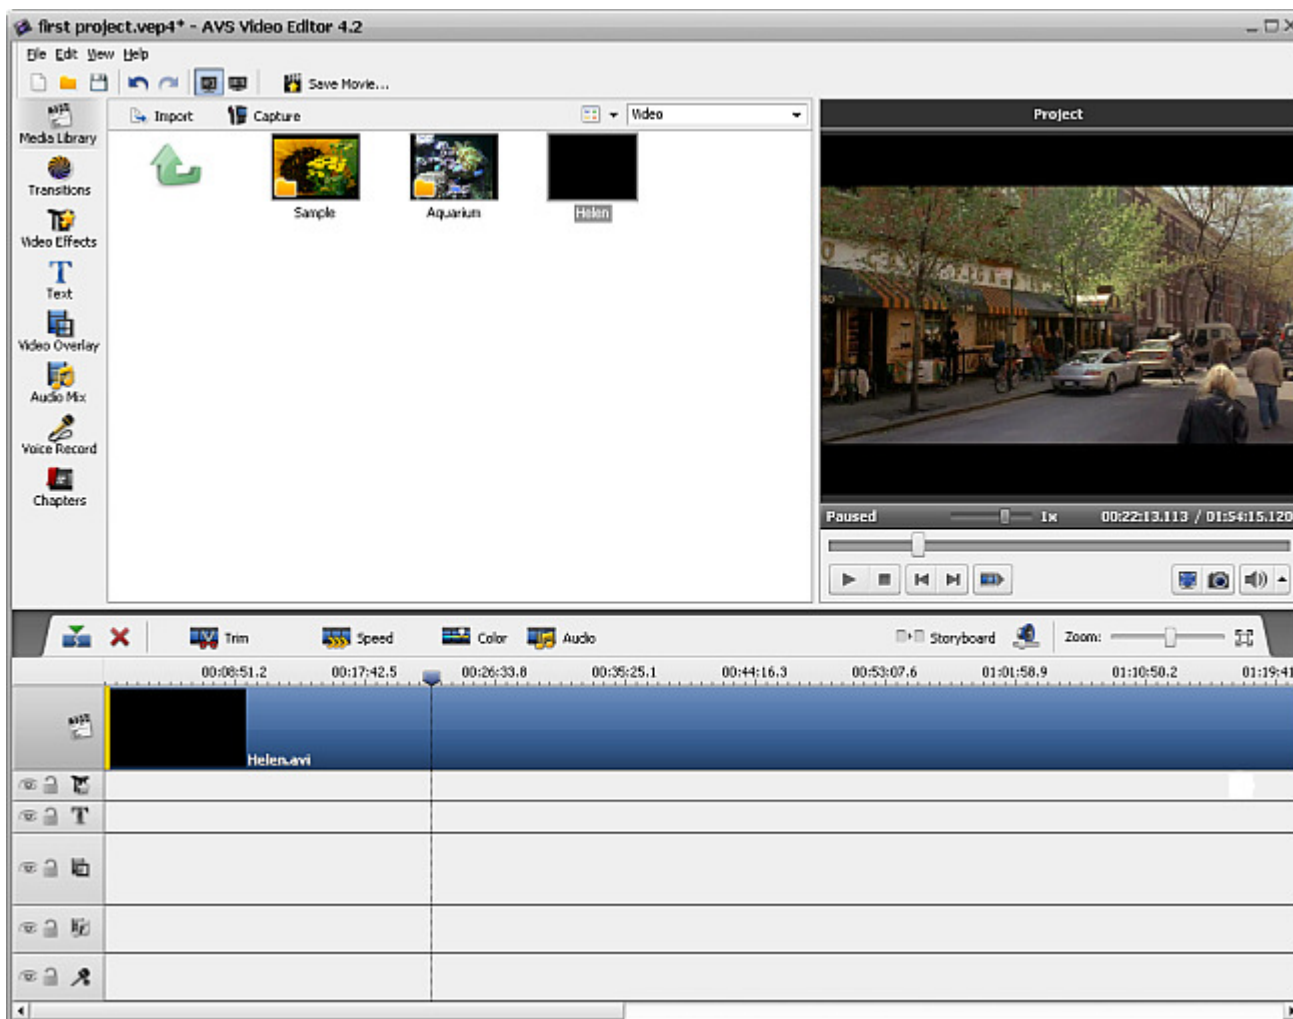 first project.vep4* - AVS Video Editor 4.2
File Edit View Help
Save Movie...
Media Library
Import Capture Video
Project
Transitions
Video Effects
Text
Video Overlay
Audio Mix
Voice Record
Chapters
Sample Aquarium Helen
Paused 1x 00:22:13.113 / 01:54:15.120
Trim Speed Color Audio Storyboard Zoom:
00:08:51.2 00:17:42.5 00:26:33.8 00:35:25.1 00:44:16.3 00:53:07.6 01:01:58.9 01:10:50.2 01:19:41
Helen.avi
T